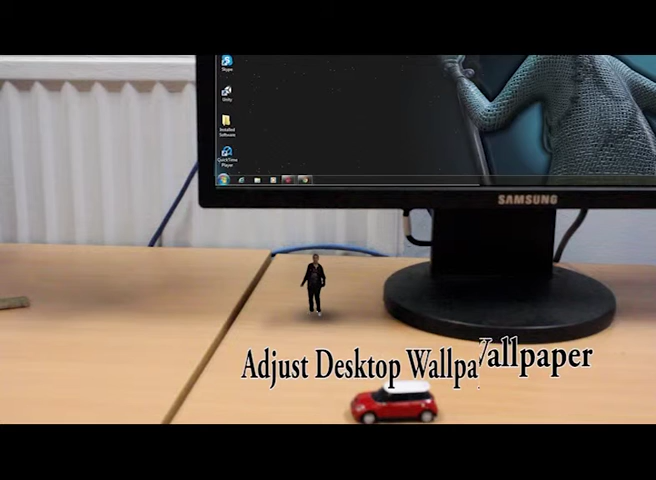 Skype
Unity
Installed
Software
QuickTime
Player
SAMSUNG
Adjust Desktop Wallpa
Wallpaper